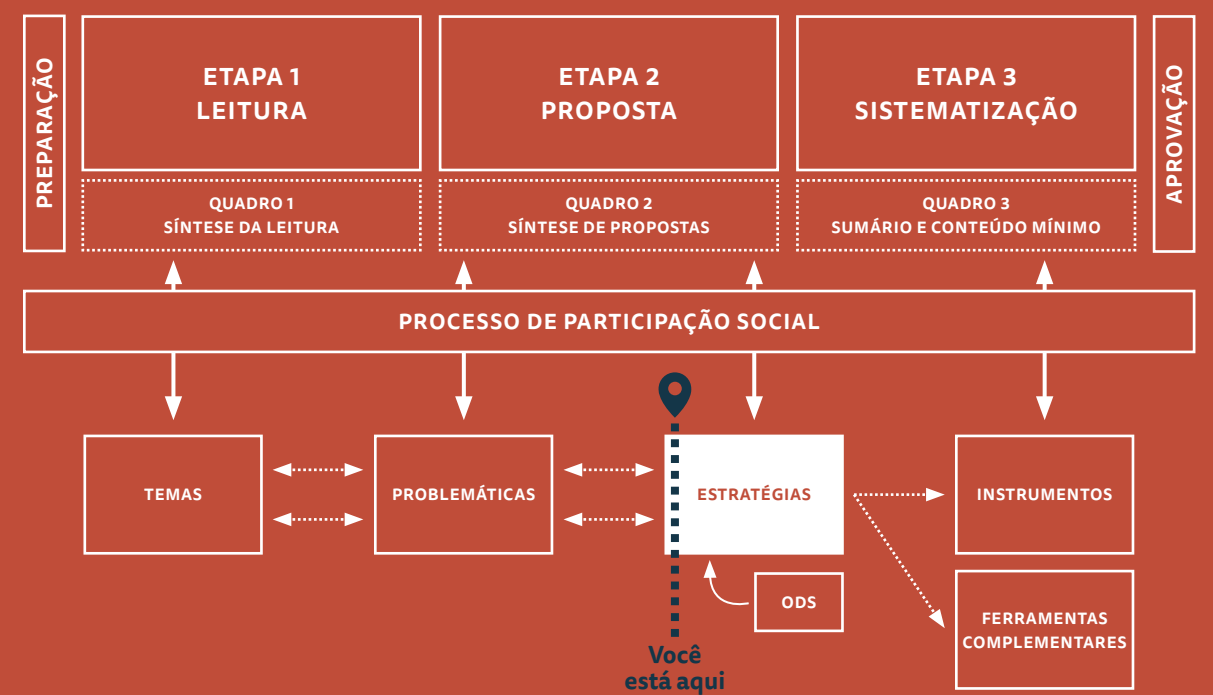 PREPARAÇÃO
ETAPA 1
LEITURA
QUADRO 1
SÍNTESE DA LEITURA
ETAPA 2
PROPOSTA
QUADRO 2
SÍNTESE DE PROPOSTAS
ETAPA 3
SISTEMATIZAÇÃO
QUADRO 3
SUMÁRIO E CONTEÚDO MÍNIMO
APROVAÇÃO
PROCESSO DE PARTICIPAÇÃO SOCIAL
TEMAS
PROBLEMÁTICAS
ESTRATÉGIAS
INSTRUMENTOS
ODS
FERRAMENTAS
COMPLEMENTARES
Você
está aqui